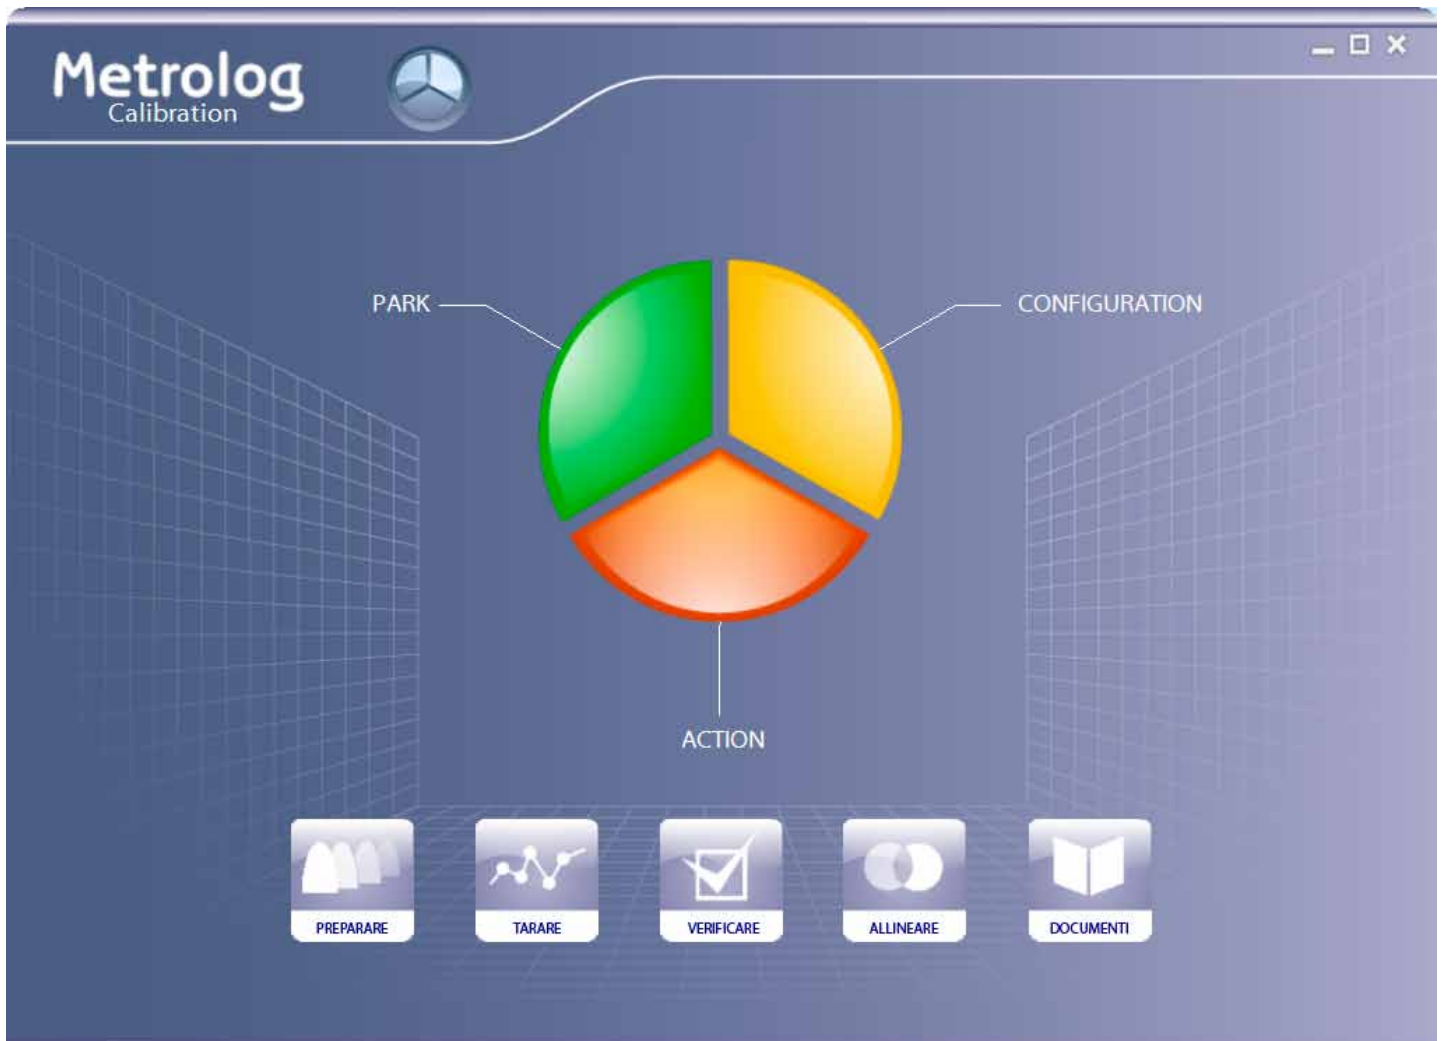 Metrolog
Calibration
PARK
CONFIGURATION
ACTION
PREPARARE
TARARE
VERIFICARE
ALLINEARE
DOCUMENTI